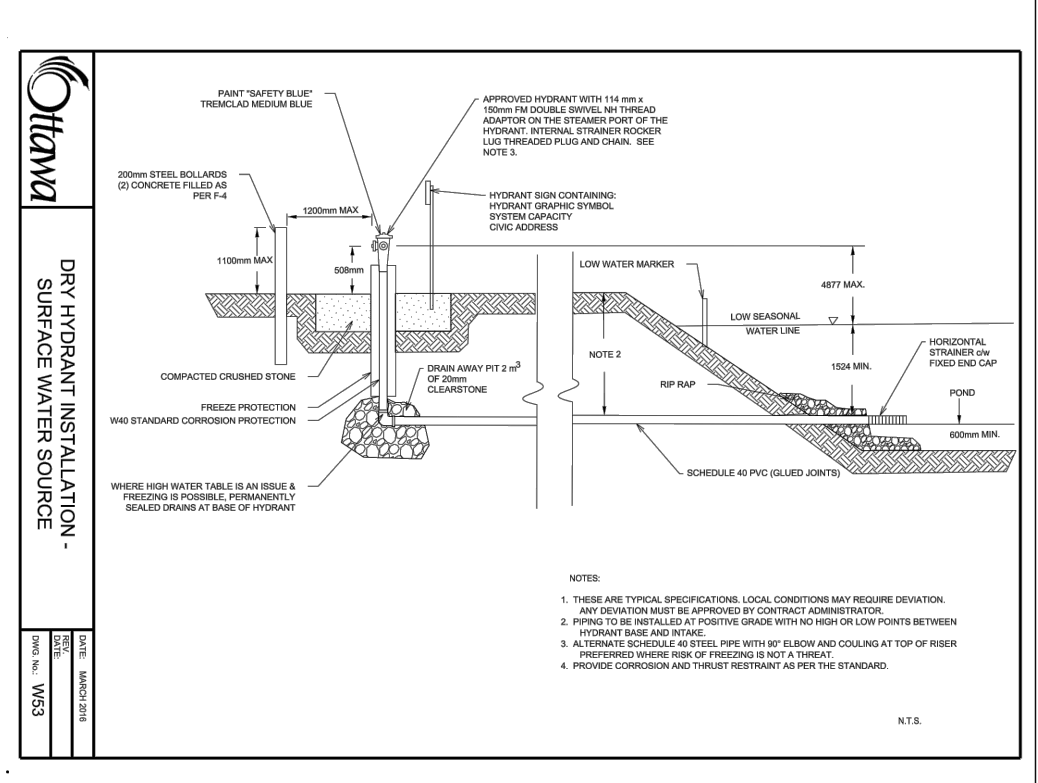 PAINT "SAFETY BLUE"
TREMCLAD MEDIUM BLUE
APPROVED HYDRANT WITH 114 mm x
150mm FM DOUBLE SWIVEL NH THREAD
ADAPTOR ON THE STEAMER PORT OF THE
HYDRANT. INTERNAL STRAINER ROCKER
LUG THREADED PLUG AND CHAIN. SEE
NOTE 3.
200mm STEEL BOLLARDS
(2) CONCRETE FILLED AS
PER F-4
HYDRANT SIGN CONTAINING:
HYDRANT GRAPHIC SYMBOL
SYSTEM CAPACITY
CIVIC ADDRESS
1200mm MAX
1100mm MAX
508mm
LOW WATER MARKER
4877 MAX.
LOW SEASONAL
WATER LINE
NOTE 2
1524 MIN.
HORIZONTAL
STRAINER c/w
FIXED END CAP
COMPACTED CRUSHED STONE
DRAIN AWAY PIT 2 m3
OF 20mm
CLEARSTONE
RIP RAP
POND
FREEZE PROTECTION
W40 STANDARD CORROSION PROTECTION
600mm MIN.
SCHEDULE 40 PVC (GLUED JOINTS)
WHERE HIGH WATER TABLE IS AN ISSUE &
FREEZING IS POSSIBLE, PERMANENTLY
SEALED DRAINS AT BASE OF HYDRANT
NOTES:
1. THESE ARE TYPICAL SPECIFICATIONS. LOCAL CONDITIONS MAY REQUIRE DEVIATION.
ANY DEVIATION MUST BE APPROVED BY CONTRACT ADMINISTRATOR.
2. PIPING TO BE INSTALLED AT POSITIVE GRADE WITH NO HIGH OR LOW POINTS BETWEEN
HYDRANT BASE AND INTAKE.
3. ALTERNATE SCHEDULE 40 STEEL PIPE WITH 90° ELBOW AND COULING AT TOP OF RISER
PREFERRED WHERE RISK OF FREEZING IS NOT A THREAT.
4. PROVIDE CORROSION AND THRUST RESTRAINT AS PER THE STANDARD.
N.T.S.
Ottawa
DRY HYDRANT INSTALLATION -
SURFACE WATER SOURCE
DATE: MARCH 2016
REV.
DATE:
DWG. No.: W53